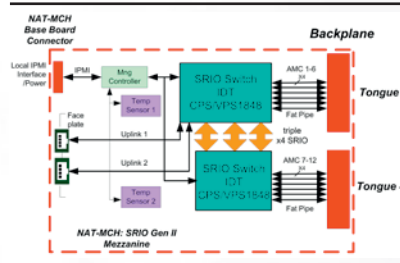 NAT-MCH
Base Board
Connector
Backplane
Local IPMI
Interface
/Power
IPMI
Mng
Controller
SRIO Switch
IDT
CPS/VPS1848
AMC 1-6
X4
Tongue
Fat Pipe
Temp
Sensor 1
Face
plate
Uplink 1
triple
x4 SRIO
Uplink 2
SRIO Switch
IDT
CPS/VPS1848
AMC 7-12
X4
Tongue
Fat Pipe
Temp
Sensor 2
NAT-MCH: SRIO Gen II
Mezzanine